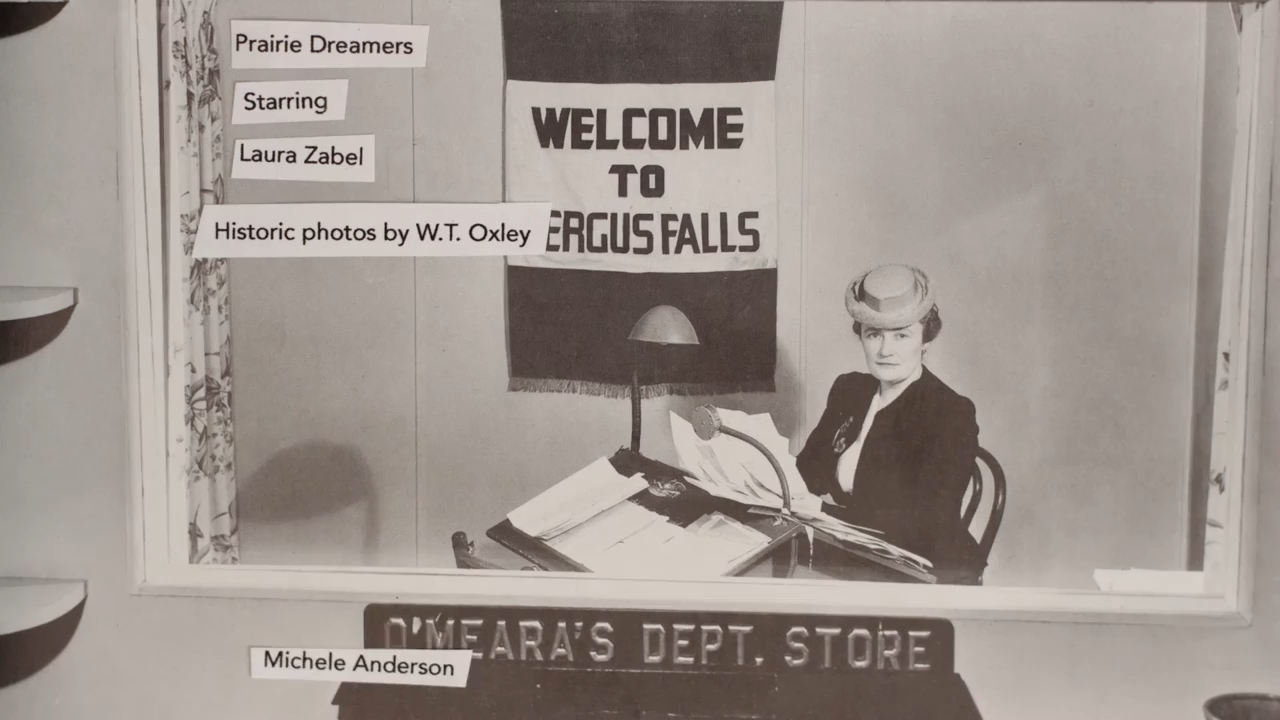 Prairie Dreamers
Starring
Laura Zabel
WELCOME
TO
ERGUS FALLS
Historic photos by W.T. Oxley
O'MEARA'S DEPT. STORE
Michele Anderson